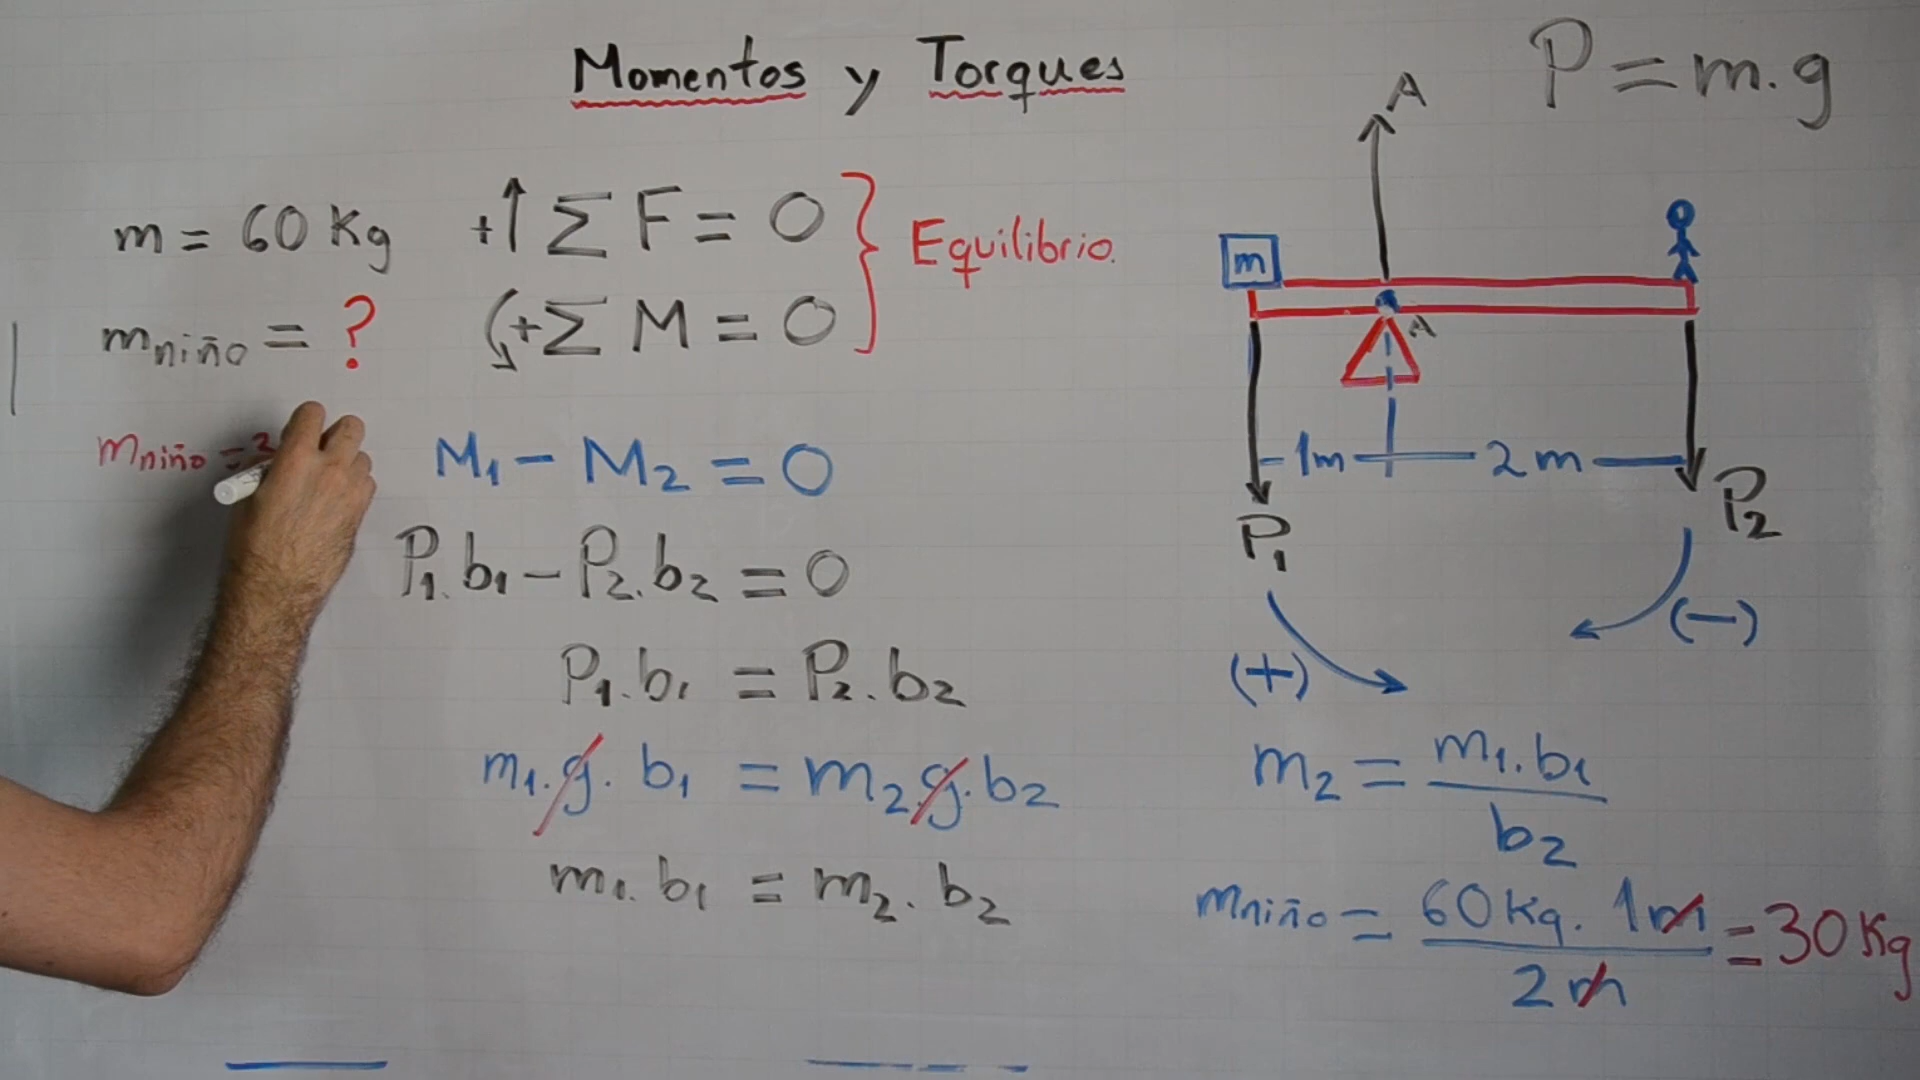 Momentos y Torques
P = m.g
A
m = 60 Kg
+↑ Σ F = 0
Equilibrio.
m
mniño = ?
+Σ M = 0
A
mniño = 3
M1 - M2 = 0
1m
2m
P1
P2
P1.b1 - P2.b2 = 0
(+)
(-)
P1.b1 = P2.b2
m1.g.b1 = m2.g.b2
m2 = m1.b1 / b2
m1.b1 = m2.b2
mniño = 60 Kg. 1m / 2m = 30 Kg